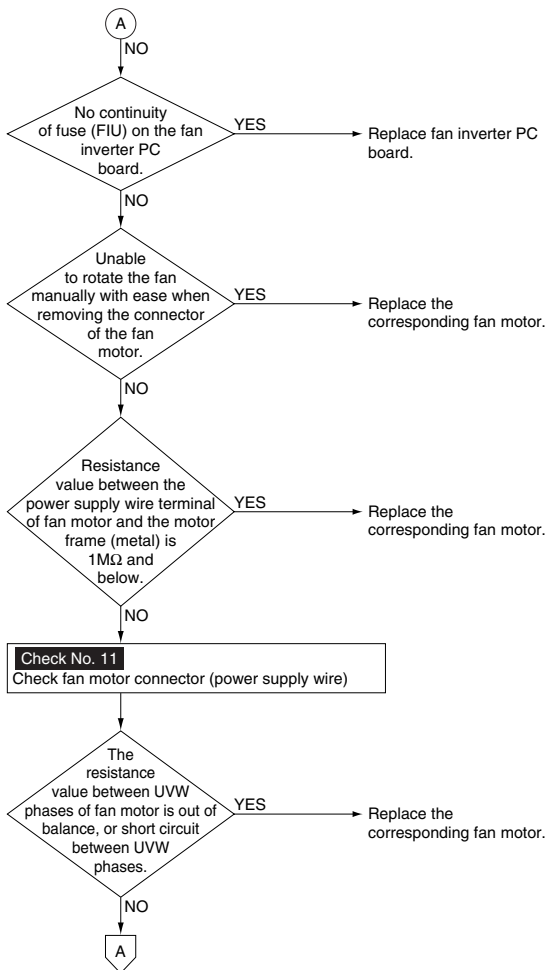 A
NO
No continuity
of fuse (FIU) on the fan
inverter PC
board.
YES
Replace fan inverter PC
board.
NO
Unable
to rotate the fan
manually with ease when
removing the connector
of the fan
motor.
YES
Replace the
corresponding fan motor.
NO
Resistance
value between the
power supply wire terminal
of fan motor and the motor
frame (metal) is
1MΩ and
below.
YES
Replace the
corresponding fan motor.
NO
Check No. 11
Check fan motor connector (power supply wire)
The
resistance
value between UVW
phases of fan motor is out of
balance, or short circuit
between UVW
phases.
YES
Replace the
corresponding fan motor.
NO
A